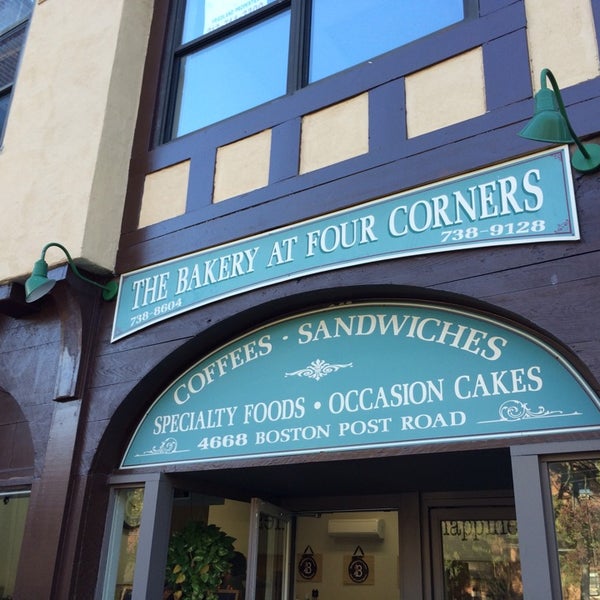 THE BAKERY AT FOUR CORNERS
738-8604
738-9128
COFFEES · SANDWICHES
SPECIALTY FOODS · OCCASION CAKES
4668 BOSTON POST ROAD
B
B